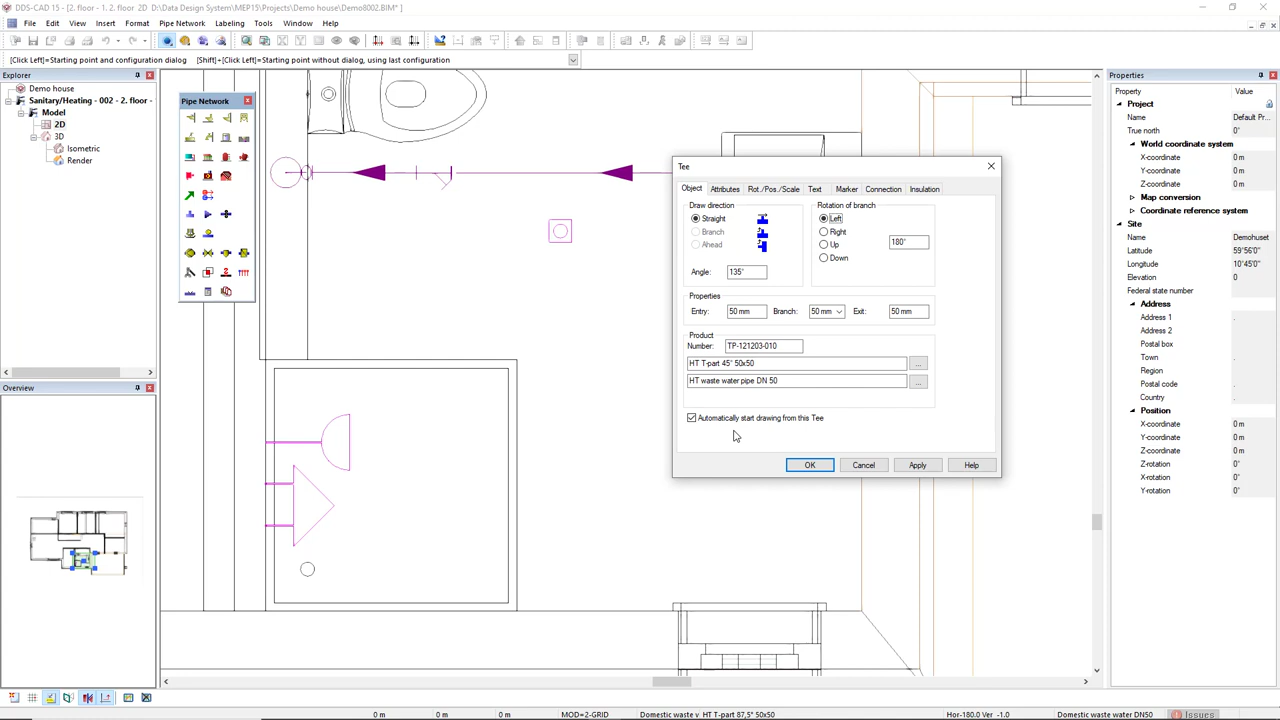 DDS-CAD 15 - [2. floor - 1. 2. floor 2D D:\Data Design System\MEP15\Projects\Demo house\Demo8002.BIM*]
File Edit View Insert Format Pipe Network Labeling Tools Window Help
[Click Left]=Starting point and configuration dialog [Shift]+[Click Left]=Starting point without dialog, using last configuration
Explorer
Demo house
Sanitary/Heating - 002 - 2. floor -
Model
2D
3D
Isometric
Render
Pipe Network
Overview
Tee
Object Attributes Rot./Pos./Scale Text Marker Connection Insulation
Draw direction
Straight
Branch
Ahead
Angle: 135°
Rotation of branch
Left
Right
Up
Down
180°
Properties
Entry: 50 mm Branch: 50 mm Exit: 50 mm
Product
Number: TP-121203-010
HT T-part 45° 50x50 ...
HT waste water pipe DN 50 ...
Automatically start drawing from this Tee
OK Cancel Apply Help
Properties
Property Value
Project
Name Default Pr...
True north 0°
World coordinate system
X-coordinate 0 m
Y-coordinate 0 m
Z-coordinate 0 m
Map conversion
Coordinate reference system
Site
Name Demohuset
Latitude 59°56'0"
Longitude 10°45'0"
Elevation 0
Federal state number
Address
Address 1 .
Address 2
Postal box .
Town .
Region
Postal code .
Country .
Position
X-coordinate 0 m
Y-coordinate 0 m
Z-coordinate 0 m
Z-rotation 0°
X-rotation 0°
Y-rotation 0°
0 m 0 m 0 m MOD=2-GRID Domestic waste v HT T-part 87,5° 50x50 Hor-180.0 Ver -1.0 Domestic waste water DN50 Issues